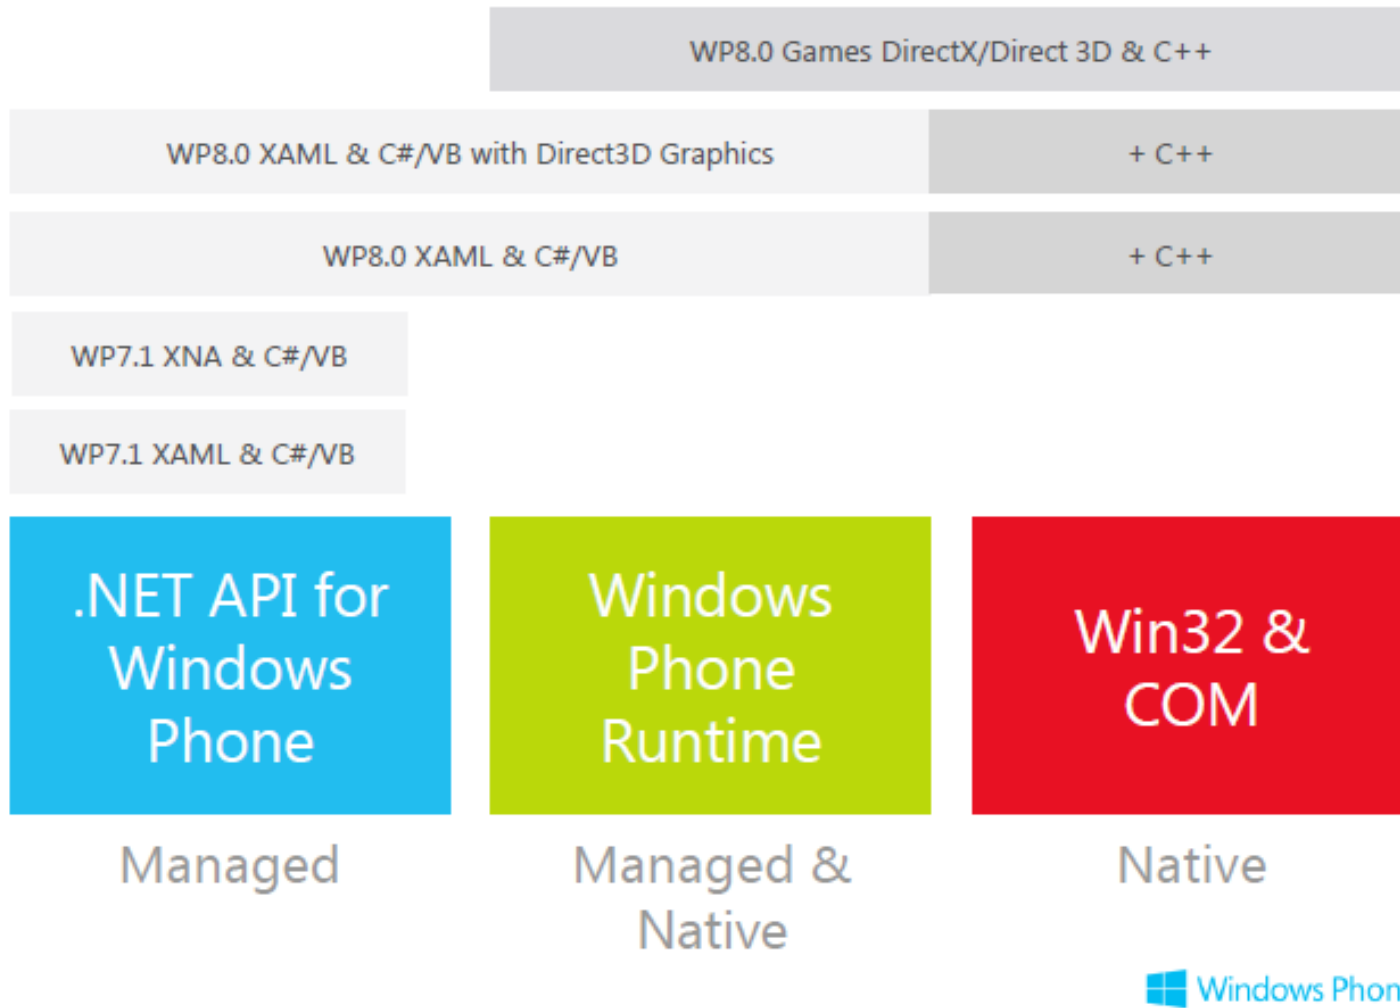 WP8.0 Games DirectX/Direct 3D & C++
WP8.0 XAML & C#/VB with Direct3D Graphics
+ C++
WP8.0 XAML & C#/VB
+ C++
WP7.1 XNA & C#/VB
WP7.1 XAML & C#/VB
.NET API for
Windows
Phone
Windows
Phone
Runtime
Win32 &
COM
Managed
Managed &
Native
Native
Windows Phon